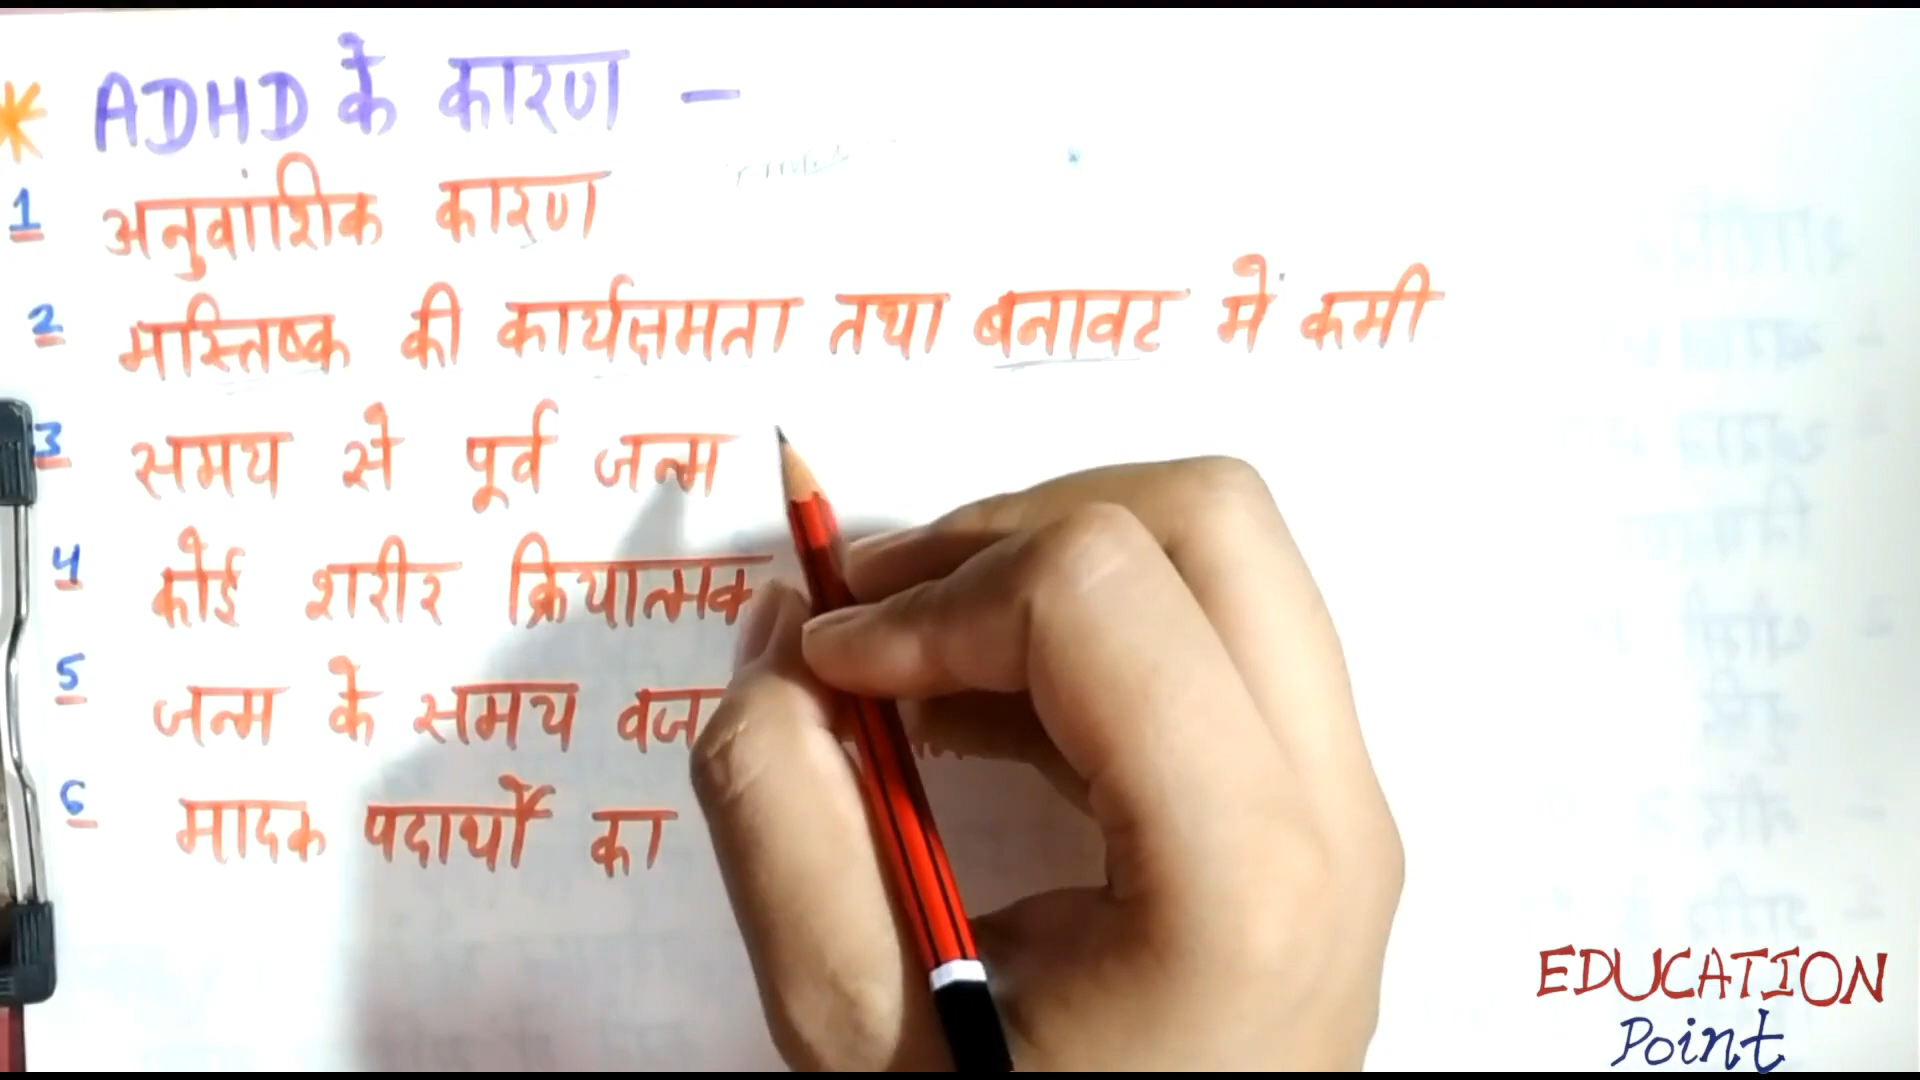 * ADHD के कारण -
1 अनुवांशिक कारण
2 मस्तिष्क की कार्यक्षमता तथा बनावट में कमी
3 समय से पूर्व जन्म
4 कोई शरीर क्रियात्मक
5 जन्म के समय
6 मादक पदार्थों का
EDUCATION
Point